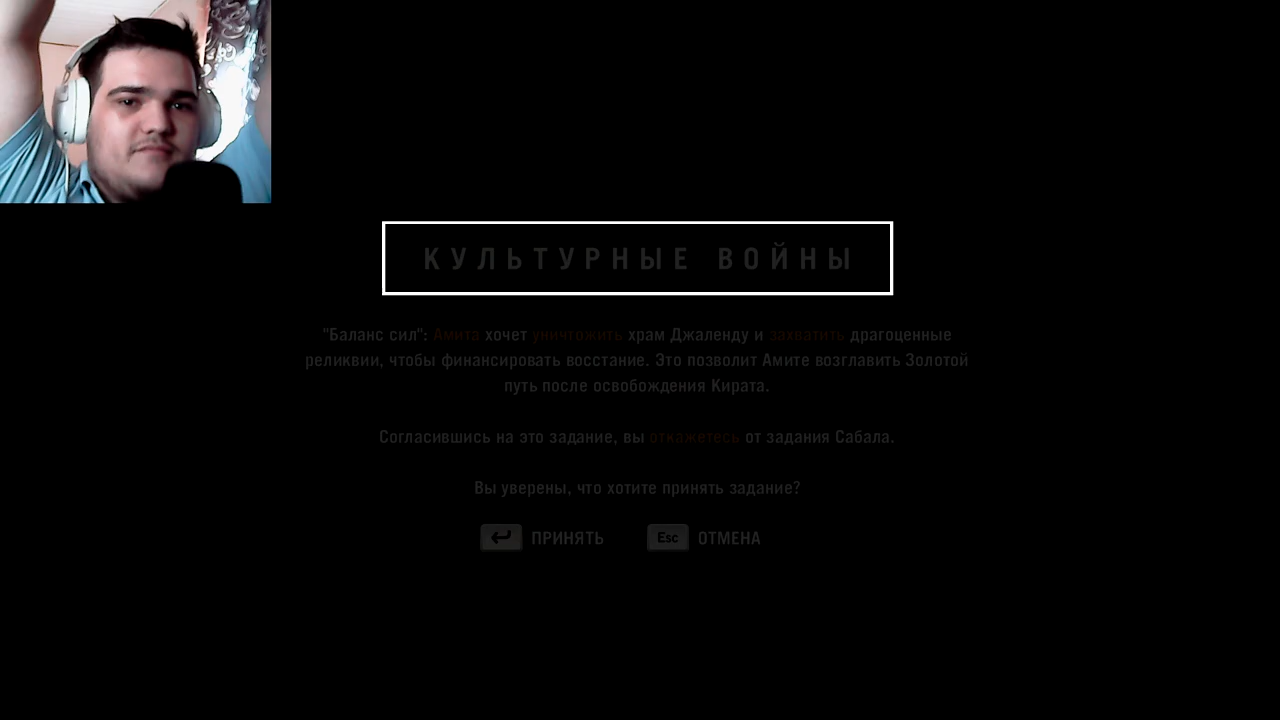 КУЛЬТУРНЫЕ ВОЙНЫ
"Баланс сил": Амита хочет уничтожить храм Джаленду и захватить драгоценные
реликвии, чтобы финансировать восстание. Это позволит Амите возглавить Золотой
путь после освобождения Кирата.
Согласившись на это задание, вы откажетесь от задания Сабала.
Вы уверены, что хотите принять задание?
ПРИНЯТЬ Esc ОТМЕНА